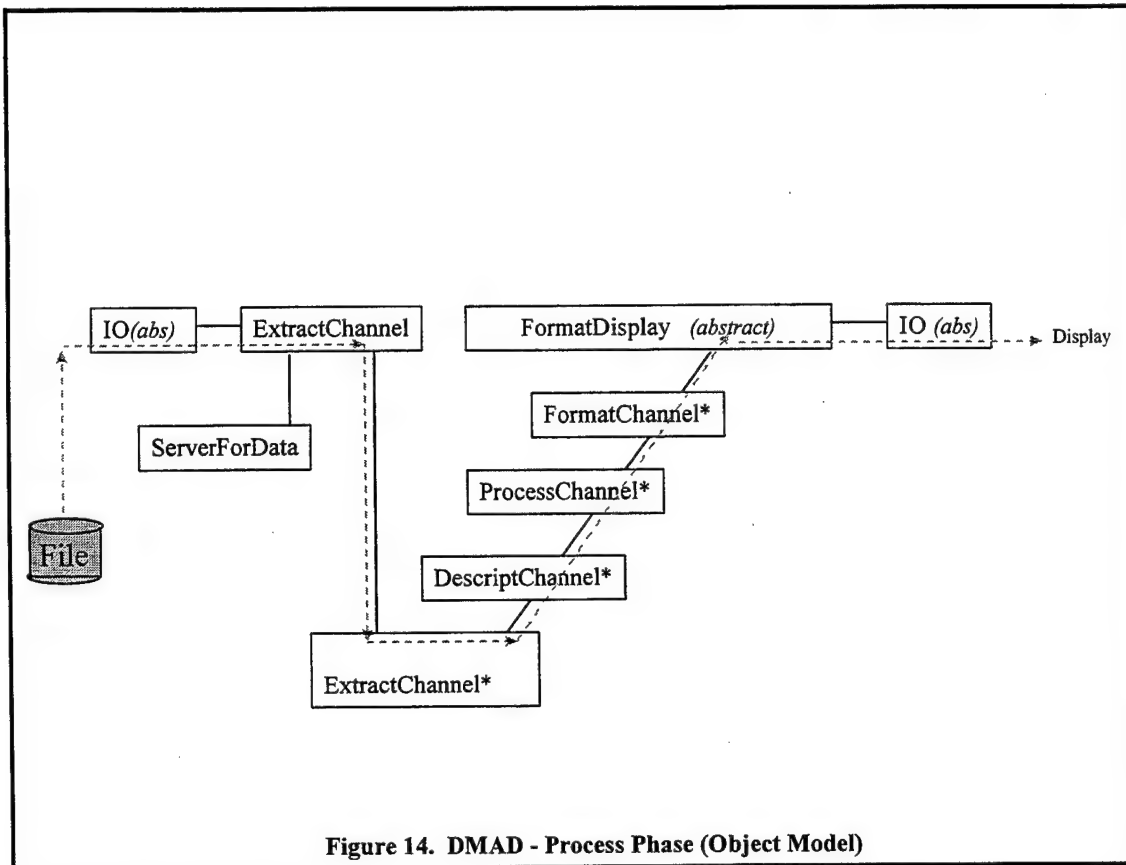 IO(abs)
ExtractChannel
FormatDisplay (abstract)
IO (abs)
Display
FormatChannel*
ServerForData
ProcessChannel*
File
DescriptChannel*
ExtractChannel*
Figure 14. DMAD - Process Phase (Object Model)